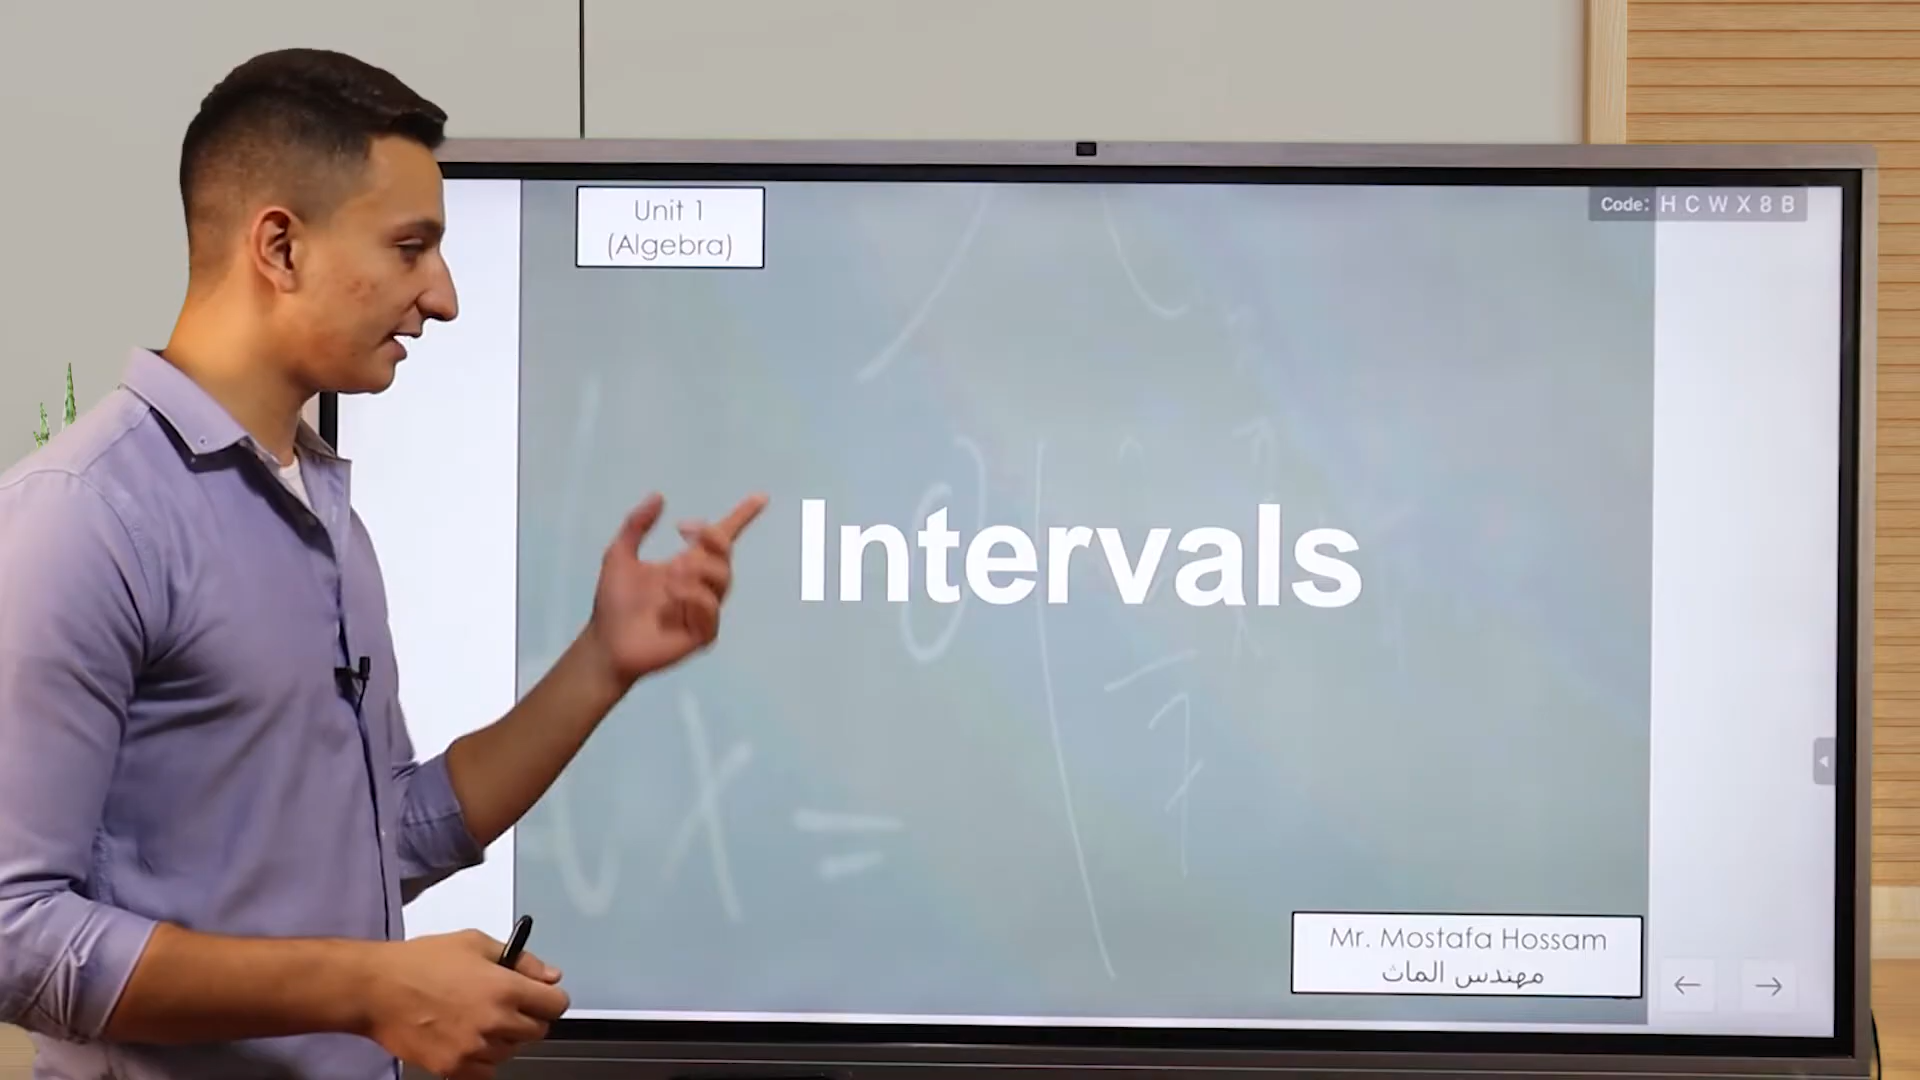 Unit 1
(Algebra)
Code: H C W X 8 B
Intervals
Mr. Mostafa Hossam
مهندس الماث